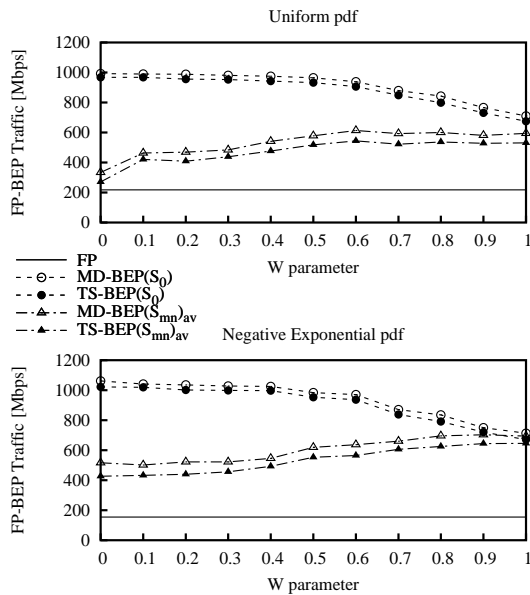 Uniform pdf
FP-BEP Traffic [Mbps]
1200
1000
800
600
400
200
0
0 0.1 0.2 0.3 0.4 0.5 0.6 0.7 0.8 0.9 1
W parameter
FP
MD-BEP(S0)
TS-BEP(S0)
MD-BEP(Smn)av
TS-BEP(Smn)av
Negative Exponential pdf
FP-BEP Traffic [Mbps]
1200
1000
800
600
400
200
0
0 0.1 0.2 0.3 0.4 0.5 0.6 0.7 0.8 0.9 1
W parameter